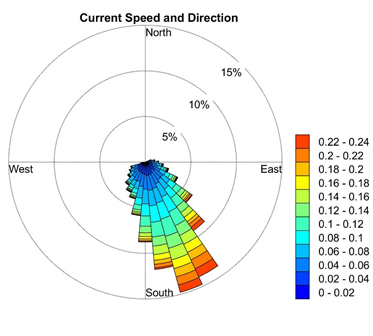 Current Speed and Direction
North
15%
10%
5%
West
East
South
0.22 - 0.24
0.2 - 0.22
0.18 - 0.2
0.16 - 0.18
0.14 - 0.16
0.12 - 0.14
0.1 - 0.12
0.08 - 0.1
0.06 - 0.08
0.04 - 0.06
0.02 - 0.04
0 - 0.02